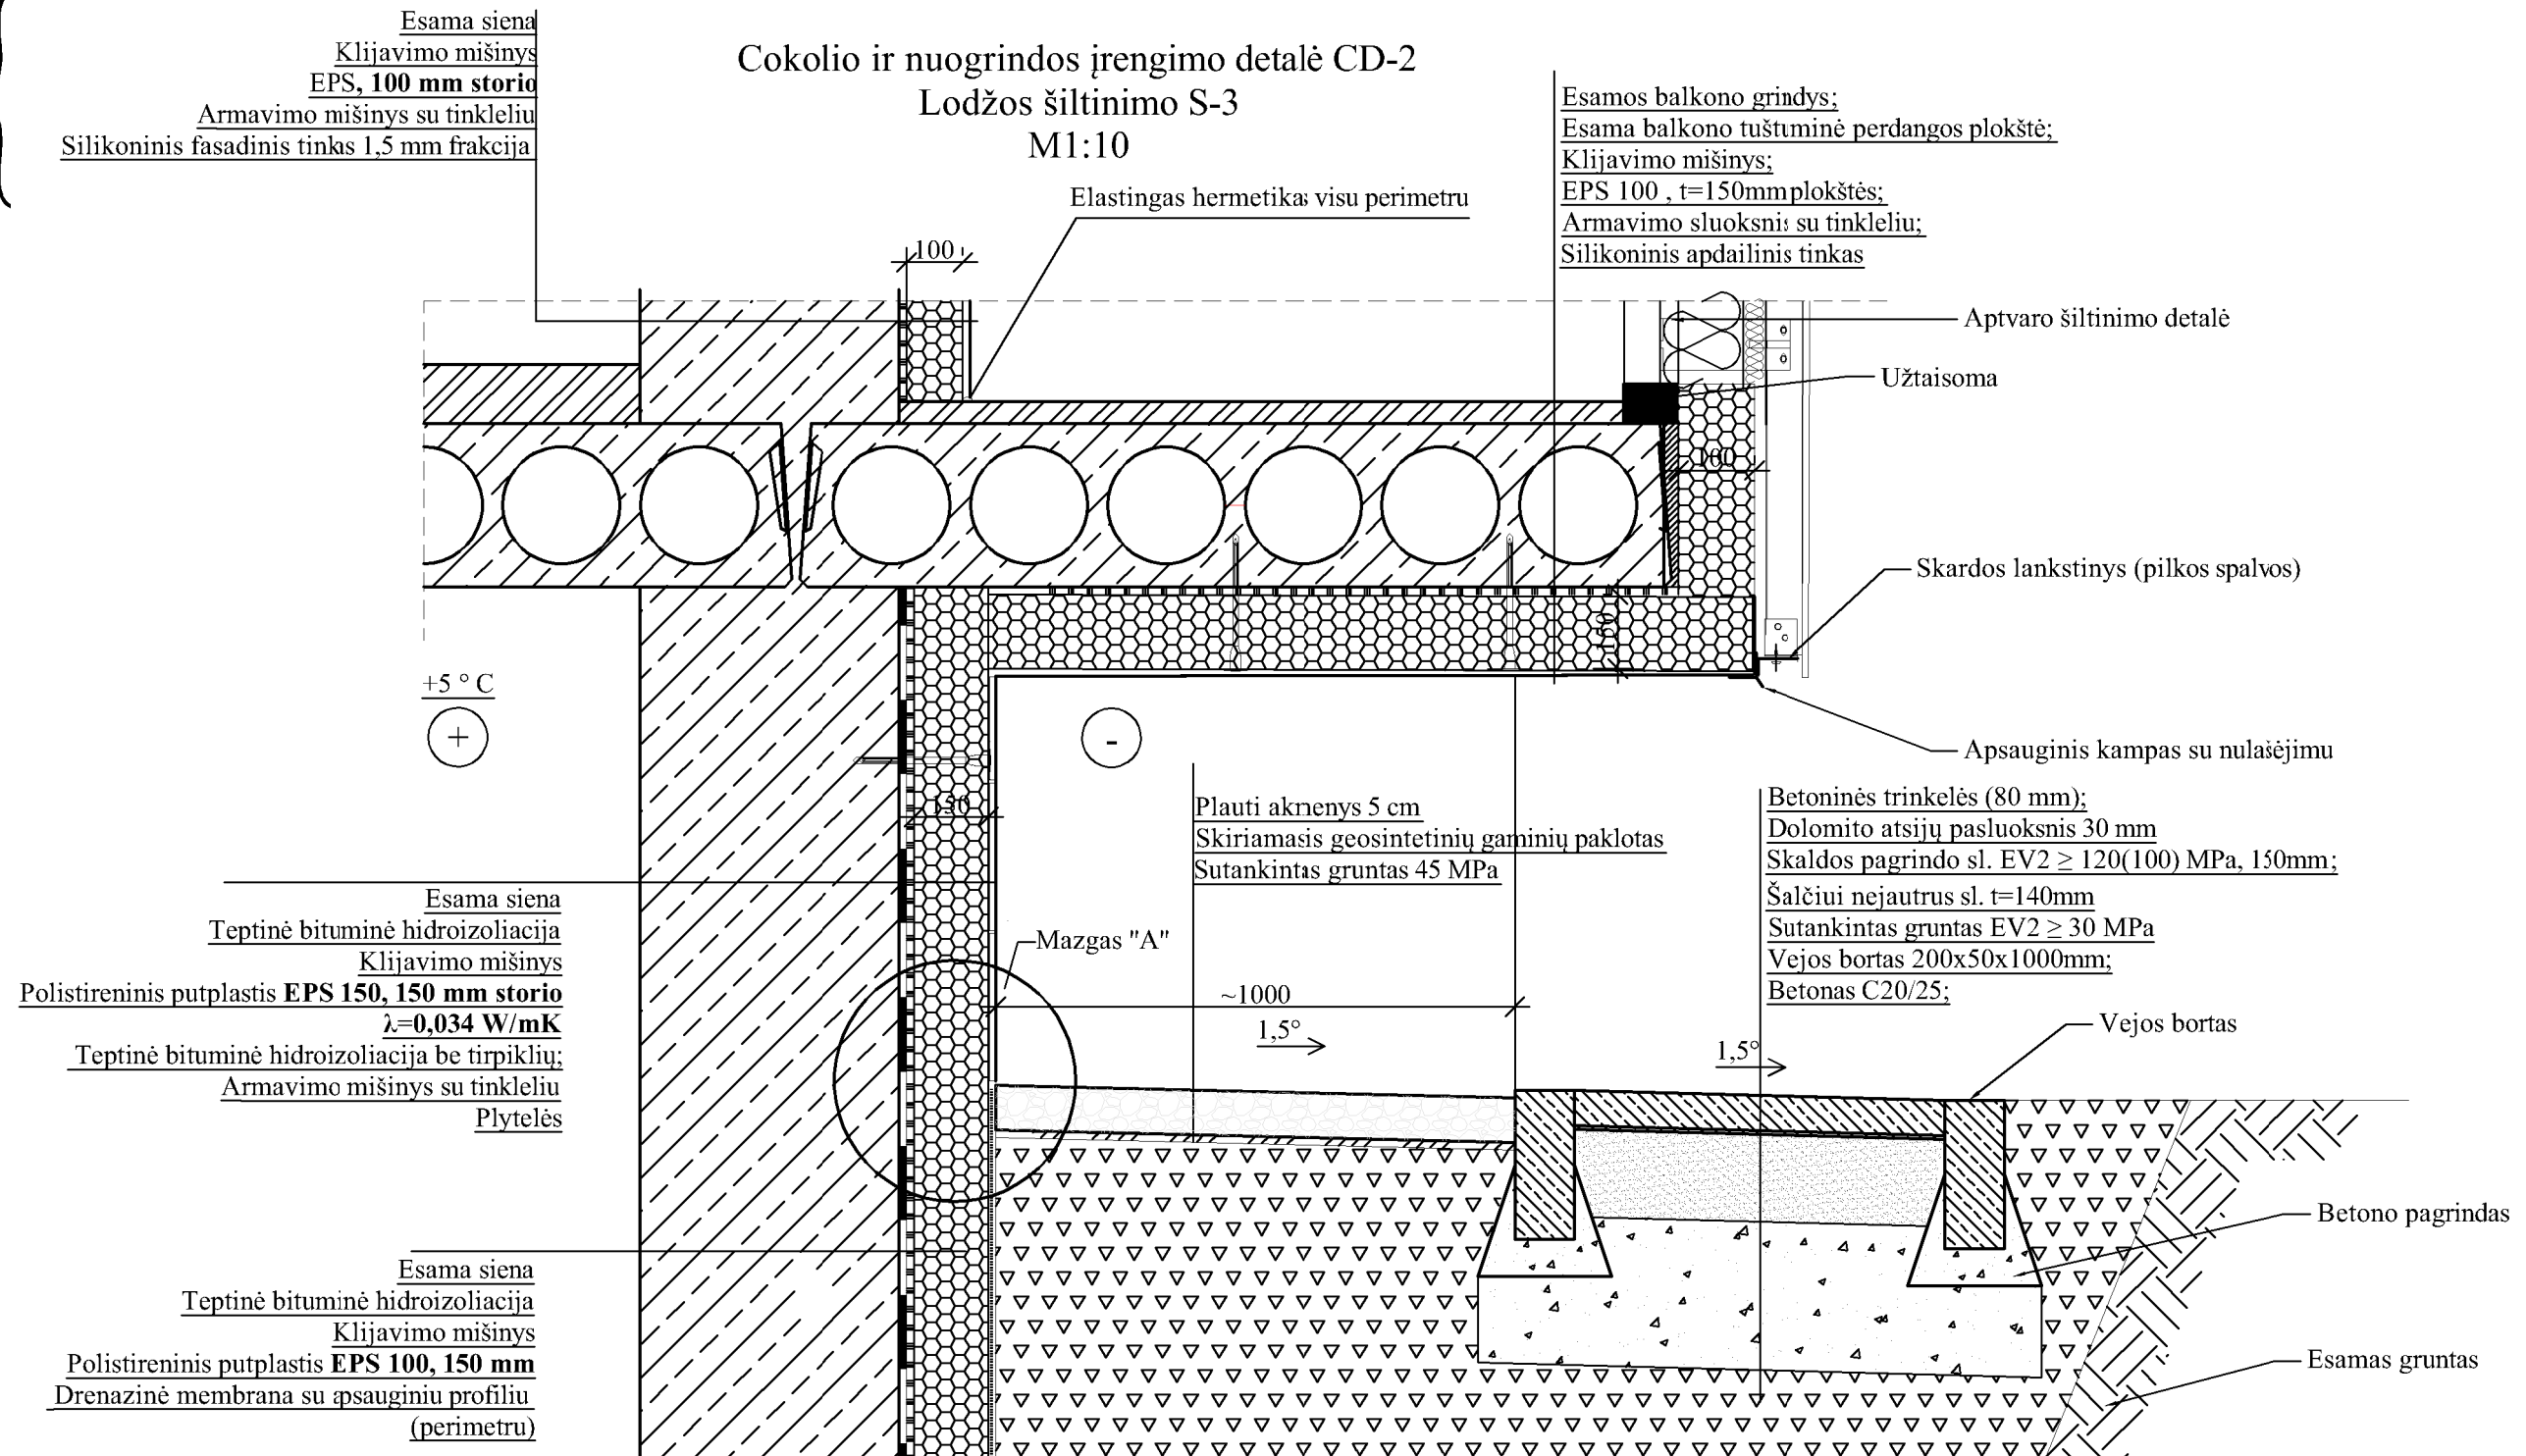 Esama siena
Klijavimo mišinys
EPS, 100 mm storio
Armavimo mišinys su tinkleliu
Silikoninis fasadinis tinkas 1,5 mm frakcija
Cokolio ir nuogrindos įrengimo detalė CD-2
Lodžos šiltinimo S-3
M1:10
Elastingas hermetikas visu perimetru
Esamos balkono grindys;
Esama balkono tuštuminė perdangos plokštė;
Klijavimo mišinys;
EPS 100 , t=150mm plokštės;
Armavimo sluoksnis su tinkleliu;
Silikoninis apdailinis tinkas
100
Aptvaro šiltinimo detalė
Užtaisoma
100
Skardos lankstinys (pilkos spalvos)
150
+5 ° C
+
-
Apsauginis kampas su nulašėjimu
150
Plauti akmenys 5 cm
Skiriamasis geosintetinių gaminių paklotas
Sutankintas gruntas 45 MPa
Betoninės trinkelės (80 mm);
Dolomito atsijų pasluoksnis 30 mm
Skaldos pagrindo sl. EV2 ≥ 120(100) MPa, 150mm;
Šalčiui nejautrus sl. t=140mm
Sutankintas gruntas EV2 ≥ 30 MPa
Vejos bortas 200x50x1000mm;
Betonas C20/25;
Esama siena
Teptinė bituminė hidroizoliacija
Klijavimo mišinys
Polistireninis putplastis EPS 150, 150 mm storio
λ=0,034 W/mK
Teptinė bituminė hidroizoliacija be tirpiklių;
Armavimo mišinys su tinkleliu
Plytelės
Mazgas "A"
~1000
1,5°
1,5°
Vejos bortas
Betono pagrindas
Esamas gruntas
Esama siena
Teptinė bituminė hidroizoliacija
Klijavimo mišinys
Polistireninis putplastis EPS 100, 150 mm
Drenazinė membrana su apsauginiu profiliu
(perimetru)